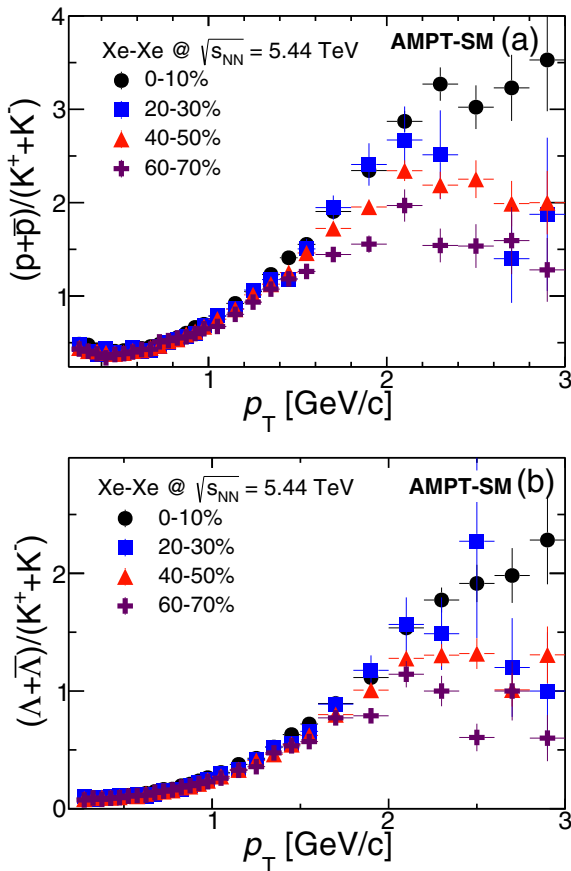 Xe-Xe @ √sNN = 5.44 TeV AMPT-SM (a)
0-10%
20-30%
40-50%
60-70%
(p+p̅)/(K⁺+K⁻)
4
3
2
1
1 2 3
pT [GeV/c]
Xe-Xe @ √sNN = 5.44 TeV AMPT-SM (b)
0-10%
20-30%
40-50%
60-70%
(Λ+Λ̅)/(K⁺+K⁻)
2
1
0
1 2 3
pT [GeV/c]